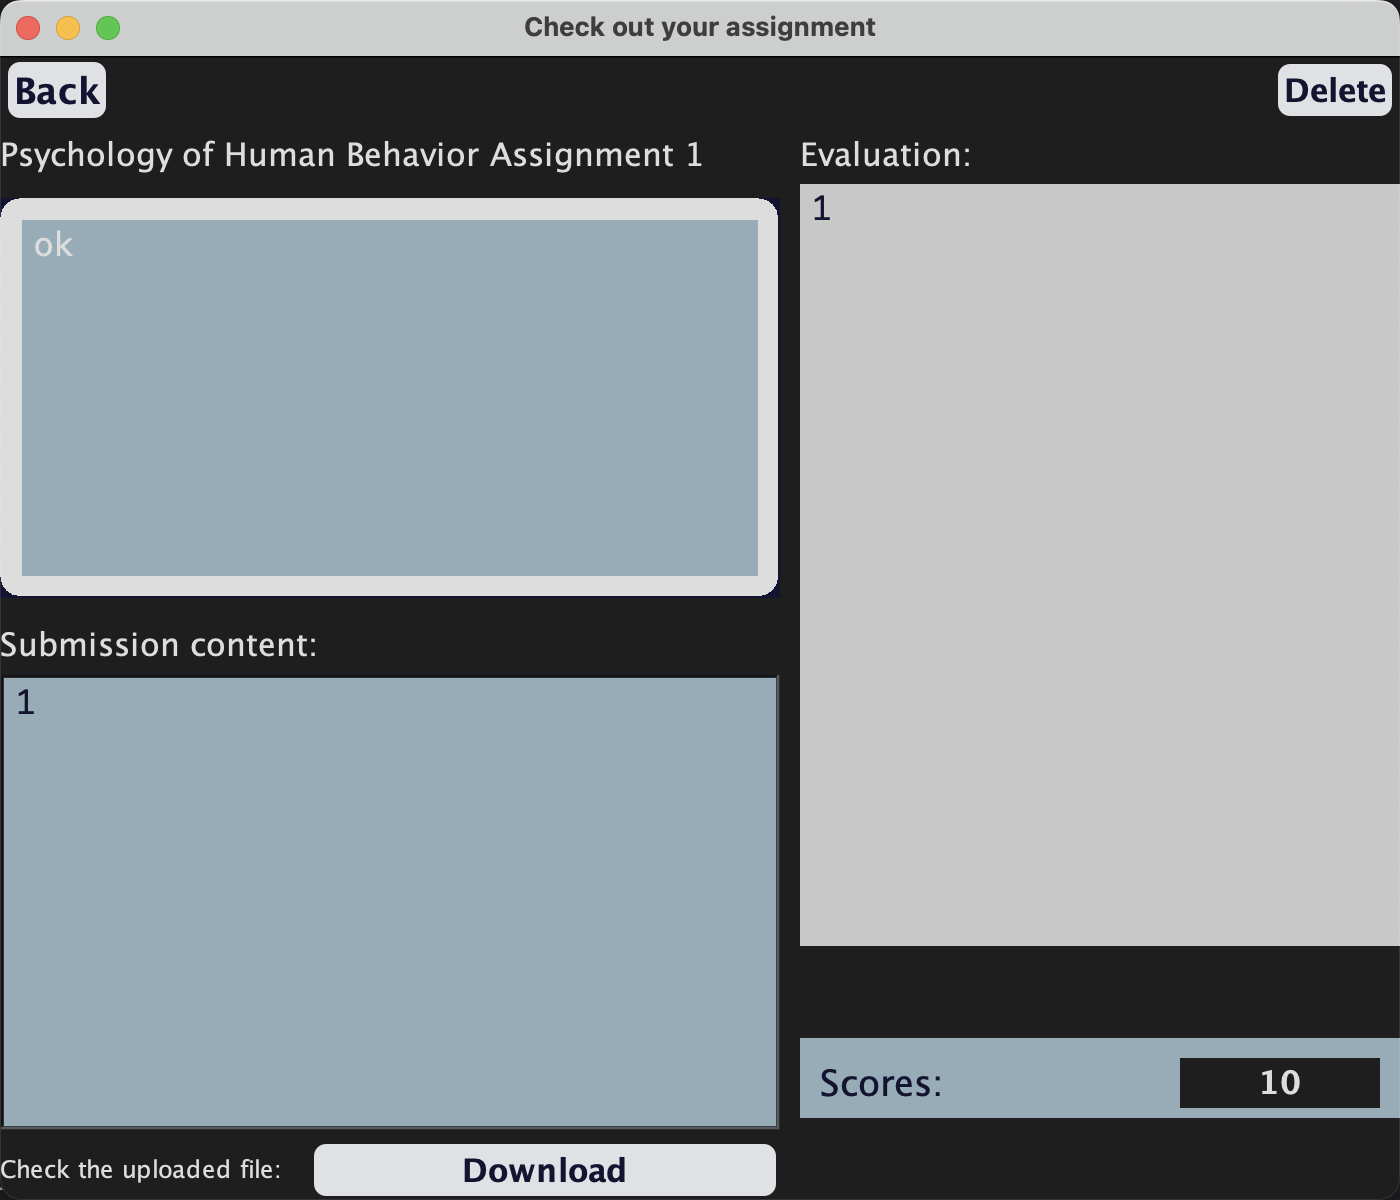 Check out your assignment
Back
Delete
Psychology of Human Behavior Assignment 1
ok
Submission content:
1
Check the uploaded file:
Download
Evaluation:
1
Scores:
10